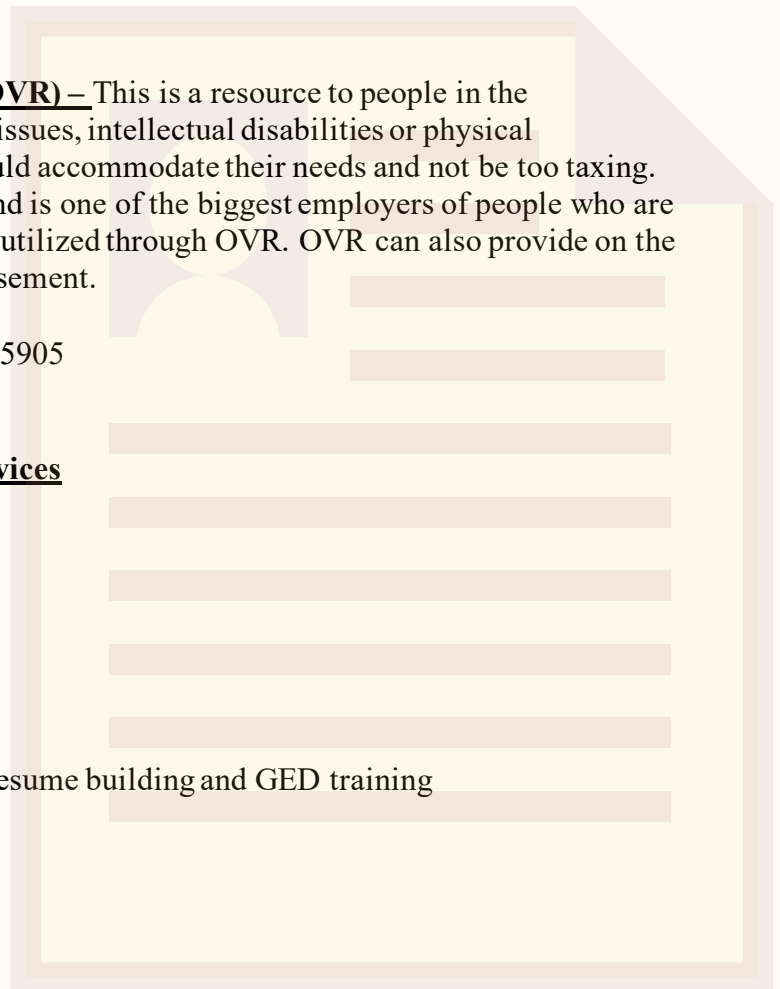 OVR) – This is a resource to people in the
issues, intellectual disabilities or physical
uld accommodate their needs and not be too taxing.
nd is one of the biggest employers of people who are
utilized through OVR. OVR can also provide on the
sement.
5905
vices
esume building and GED training